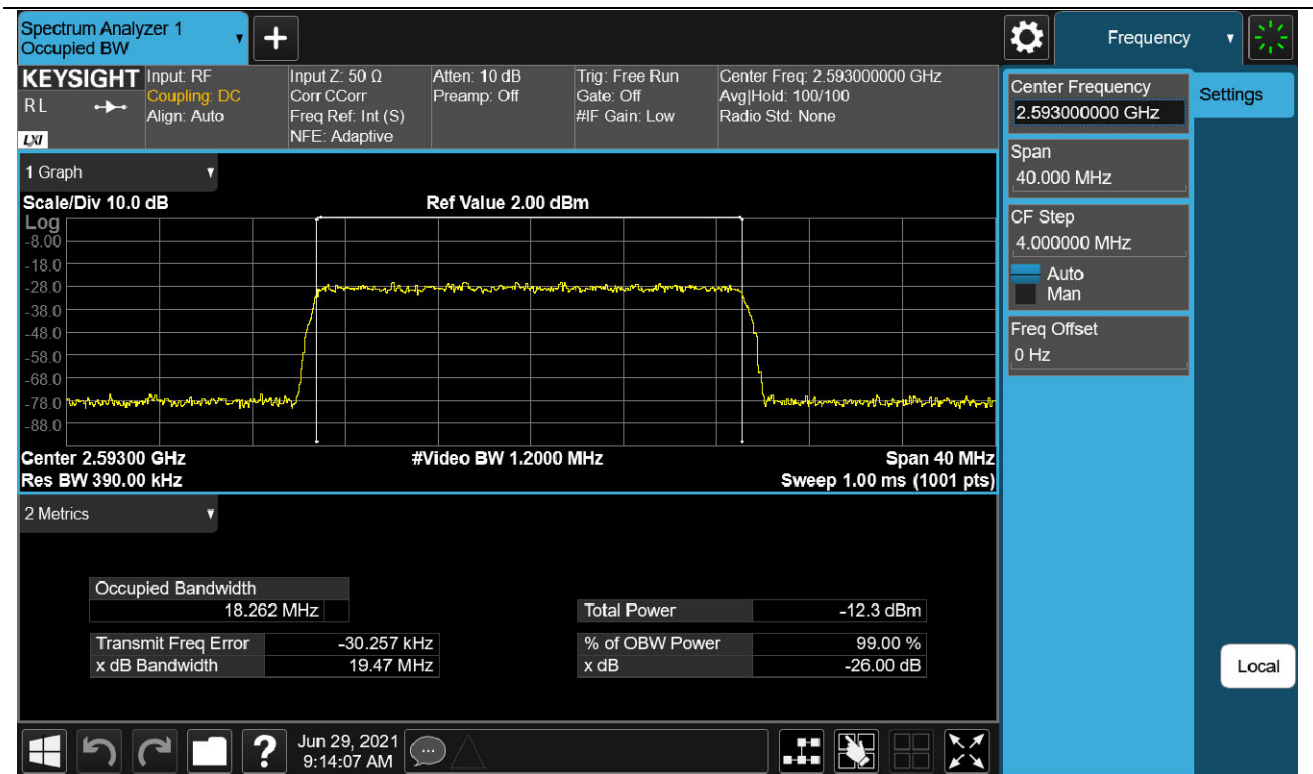 Spectrum Analyzer 1
Occupied BW
Frequency
KEYSIGHT
R L
LXI
Input: RF
Coupling: DC
Align: Auto
Input Z: 50 Ω
Corr CCorr
Freq Ref: Int (S)
NFE: Adaptive
Atten: 10 dB
Preamp: Off
Trig: Free Run
Gate: Off
#IF Gain: Low
Center Freq: 2.593000000 GHz
Avg|Hold: 100/100
Radio Std: None
1 Graph
Scale/Div 10.0 dB
Ref Value 2.00 dBm
Log
-8.00
-18.0
-28.0
-38.0
-48.0
-58.0
-68.0
-78.0
-88.0
Center 2.59300 GHz
#Video BW 1.2000 MHz
Span 40 MHz
Res BW 390.00 kHz
Sweep 1.00 ms (1001 pts)
2 Metrics
Occupied Bandwidth
18.262 MHz
Total Power -12.3 dBm
Transmit Freq Error -30.257 kHz
% of OBW Power 99.00 %
x dB Bandwidth 19.47 MHz
x dB -26.00 dB
Center Frequency
2.593000000 GHz
Settings
Span
40.000 MHz
CF Step
4.000000 MHz
Auto
Man
Freq Offset
0 Hz
Local
?
Jun 29, 2021
9:14:07 AM